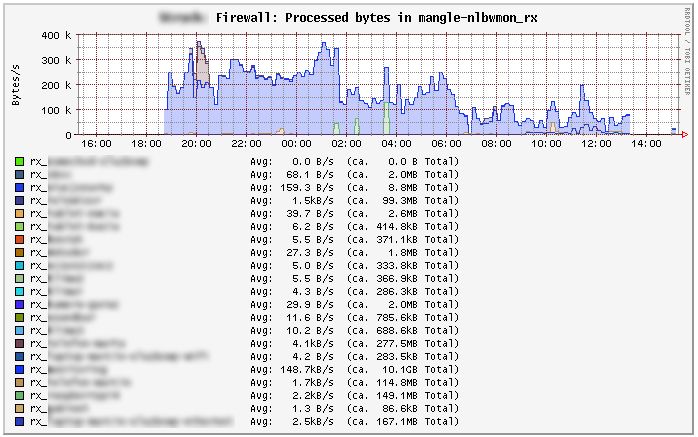 Firewall: Processed bytes in mangle-nlbwmon_rx
RRDTOOL / TOBI OETIKER
Bytes/s
400 k
300 k
200 k
100 k
0
16:00 18:00 20:00 22:00 00:00 02:00 04:00 06:00 08:00 10:00 12:00 14:00
rx_ Avg: 0.0 B/s (ca. 0.0 B Total)
rx_ Avg: 68.1 B/s (ca. 2.0MB Total)
rx_ Avg: 159.3 B/s (ca. 8.8MB Total)
rx_ Avg: 1.5kB/s (ca. 99.3MB Total)
rx_ Avg: 39.7 B/s (ca. 2.6MB Total)
rx_ Avg: 6.2 B/s (ca. 414.8kB Total)
rx_ Avg: 5.5 B/s (ca. 371.1kB Total)
rx_ Avg: 27.3 B/s (ca. 1.8MB Total)
rx_ Avg: 5.0 B/s (ca. 333.8kB Total)
rx_ Avg: 5.5 B/s (ca. 366.9kB Total)
rx_ Avg: 4.3 B/s (ca. 286.3kB Total)
rx_ Avg: 29.9 B/s (ca. 2.0MB Total)
rx_ Avg: 11.6 B/s (ca. 785.6kB Total)
rx_ Avg: 10.2 B/s (ca. 688.6kB Total)
rx_ Avg: 4.1kB/s (ca. 277.5MB Total)
rx_ Avg: 4.2 B/s (ca. 283.5kB Total)
rx_ Avg: 148.7kB/s (ca. 10.1GB Total)
rx_ Avg: 1.7kB/s (ca. 114.8MB Total)
rx_ Avg: 2.2kB/s (ca. 149.1MB Total)
rx_ Avg: 1.3 B/s (ca. 86.6kB Total)
rx_ Avg: 2.5kB/s (ca. 167.1MB Total)